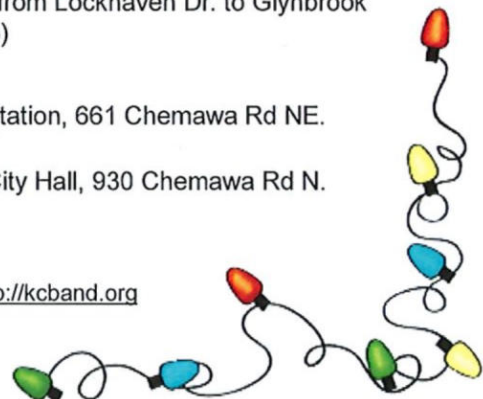 from Lockhaven Dr. to Glynbrook
)
tation, 661 Chemawa Rd NE.
ity Hall, 930 Chemawa Rd N.
://kcband.org